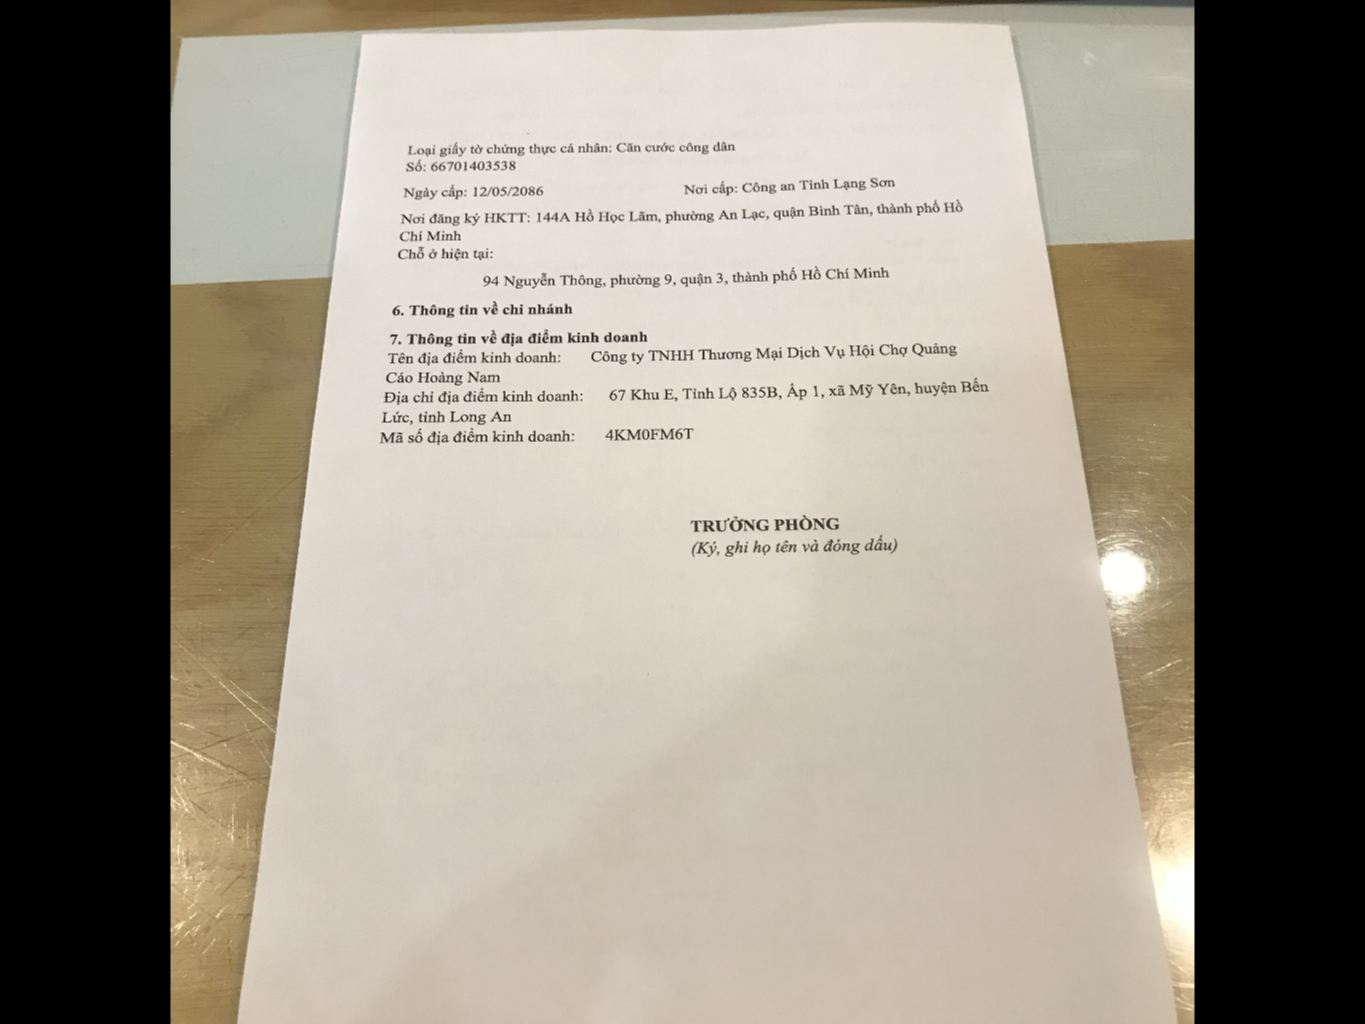 Loại giấy tờ chứng thực cá nhân: Căn cước công dân
Số: 66701403538
Ngày cấp: 12/05/2086 Nơi cấp: Công an Tỉnh Lạng Sơn
Nơi đăng ký HKTT: 144A Hồ Học Lãm, phường An Lạc, quận Bình Tân, thành phố Hồ
Chí Minh
Chỗ ở hiện tại:
94 Nguyễn Thông, phường 9, quận 3, thành phố Hồ Chí Minh
6. Thông tin về chi nhánh
7. Thông tin về địa điểm kinh doanh
Tên địa điểm kinh doanh: Công ty TNHH Thương Mại Dịch Vụ Hội Chợ Quảng
Cáo Hoàng Nam
Địa chỉ địa điểm kinh doanh: 67 Khu E, Tỉnh Lộ 835B, Ấp 1, xã Mỹ Yên, huyện Bến
Lức, tỉnh Long An
Mã số địa điểm kinh doanh: 4KM0FM6T
TRƯỞNG PHÒNG
(Ký, ghi họ tên và đóng dấu)